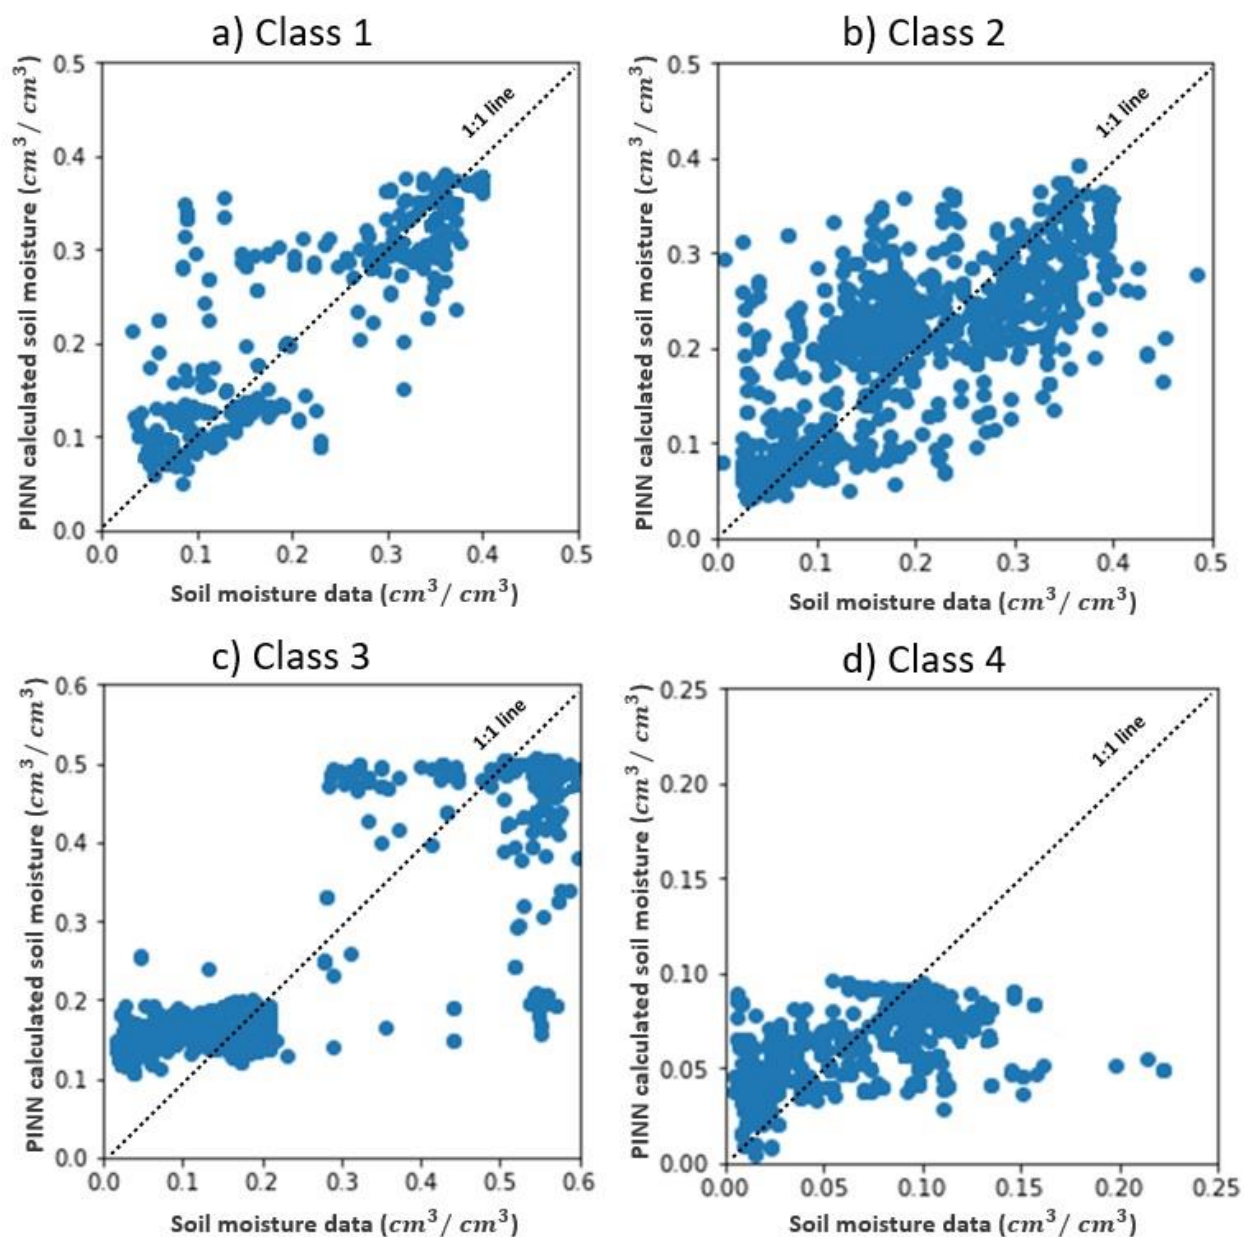 a) Class 1
PINN calculated soil moisture (cm³/ cm³)
0.5
0.4
0.3
0.2
0.1
0.0
1:1 line
0.0 0.1 0.2 0.3 0.4 0.5
Soil moisture data (cm³/ cm³)
b) Class 2
PINN calculated soil moisture (cm³/ cm³)
0.5
0.4
0.3
0.2
0.1
0.0
1:1 line
0.0 0.1 0.2 0.3 0.4 0.5
Soil moisture data (cm³/ cm³)
c) Class 3
PINN calculated soil moisture (cm³/ cm³)
0.6
0.5
0.4
0.3
0.2
0.1
0.0
1:1 line
0.0 0.1 0.2 0.3 0.4 0.5 0.6
Soil moisture data (cm³/cm³)
d) Class 4
PINN calculated soil moisture (cm³/ cm³)
0.25
0.20
0.15
0.10
0.05
0.00
1:1 line
0.00 0.05 0.10 0.15 0.20 0.25
Soil moisture data (cm³/ cm³)